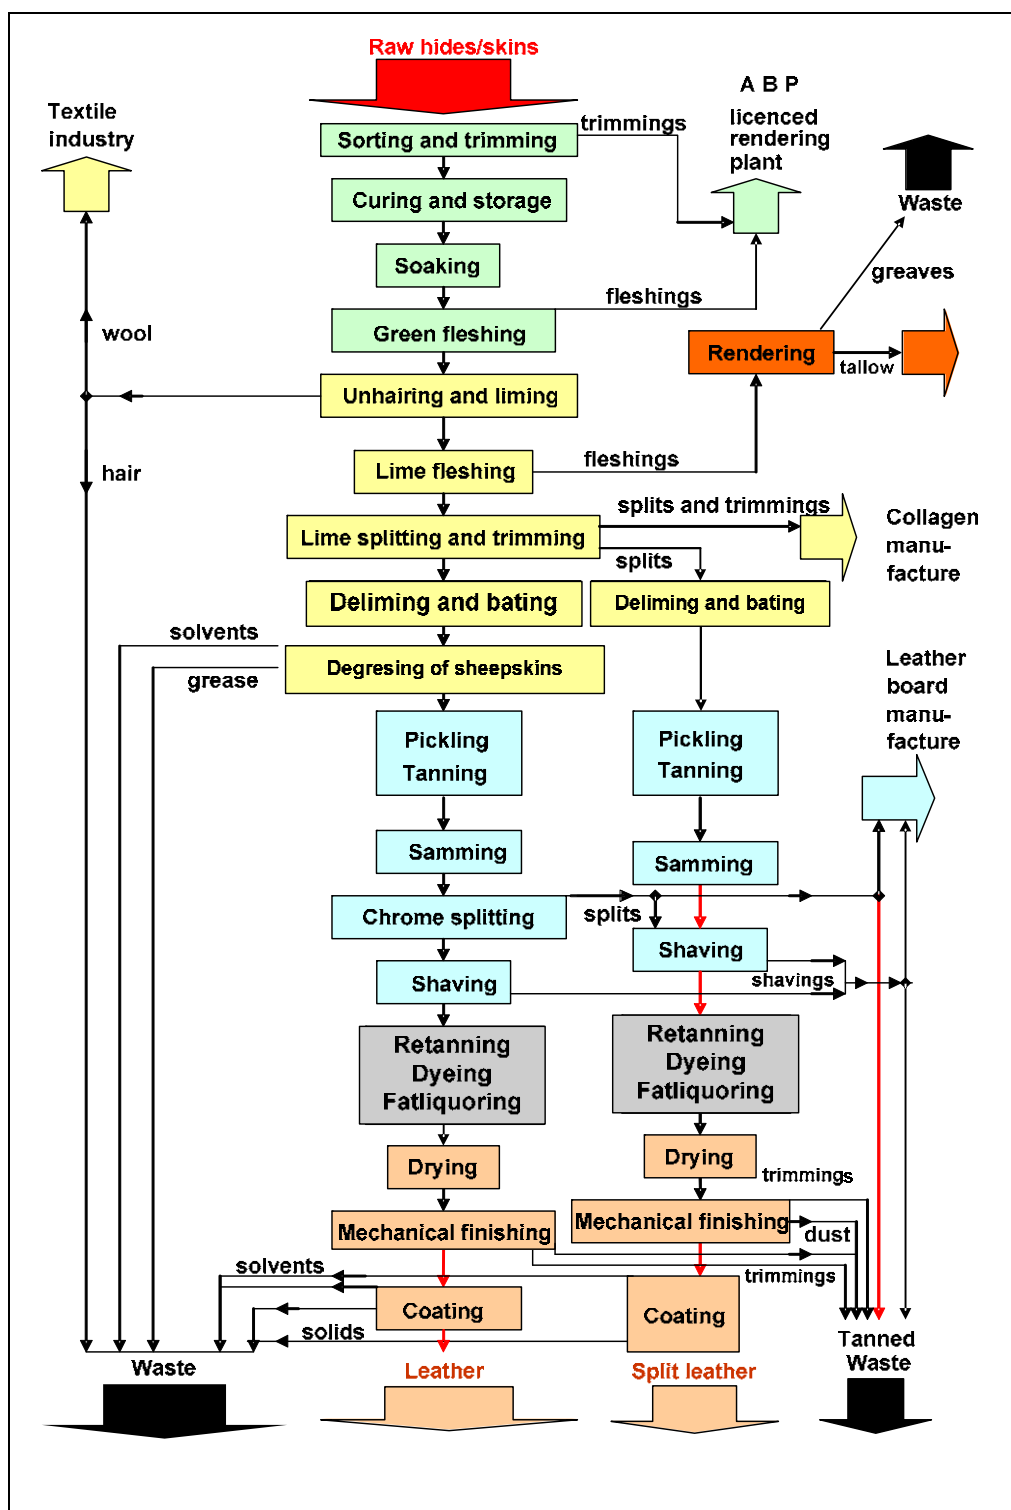 Raw hides/skins
A B P
licenced
rendering
plant
Textile
industry
trimmings
Sorting and trimming
Curing and storage
Waste
Soaking
greaves
fleshings
Green fleshing
wool
Rendering
tallow
Unhairing and liming
hair
Lime fleshing
fleshings
splits and trimmings
Collagen
manu-
facture
Lime splitting and trimming
splits
Deliming and bating
Deliming and bating
solvents
grease
Degresing of sheepskins
Leather
board
manu-
facture
Pickling
Tanning
Pickling
Tanning
Samming
Samming
Chrome splitting
splits
Shaving
Shaving
shavings
Retanning
Dyeing
Fatliquoring
Retanning
Dyeing
Fatliquoring
Drying
Drying
trimmings
Mechanical finishing
Mechanical finishing
dust
solvents
trimmings
Coating
Coating
solids
Tanned
Waste
Waste
Leather
Split leather